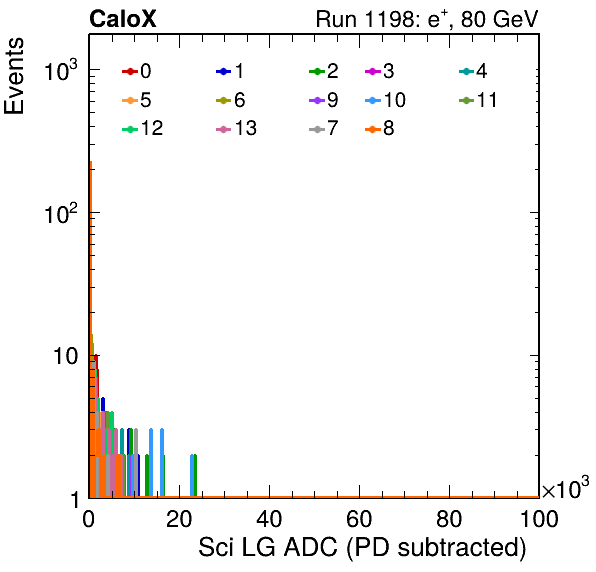 CaloX Run 1198: e⁺, 80 GeV
Events
10³
0 1 2 3 4
5 6 9 10 11
12 13 7 8
10²
10
1
×10³
0 20 40 60 80 100
Sci LG ADC (PD subtracted)